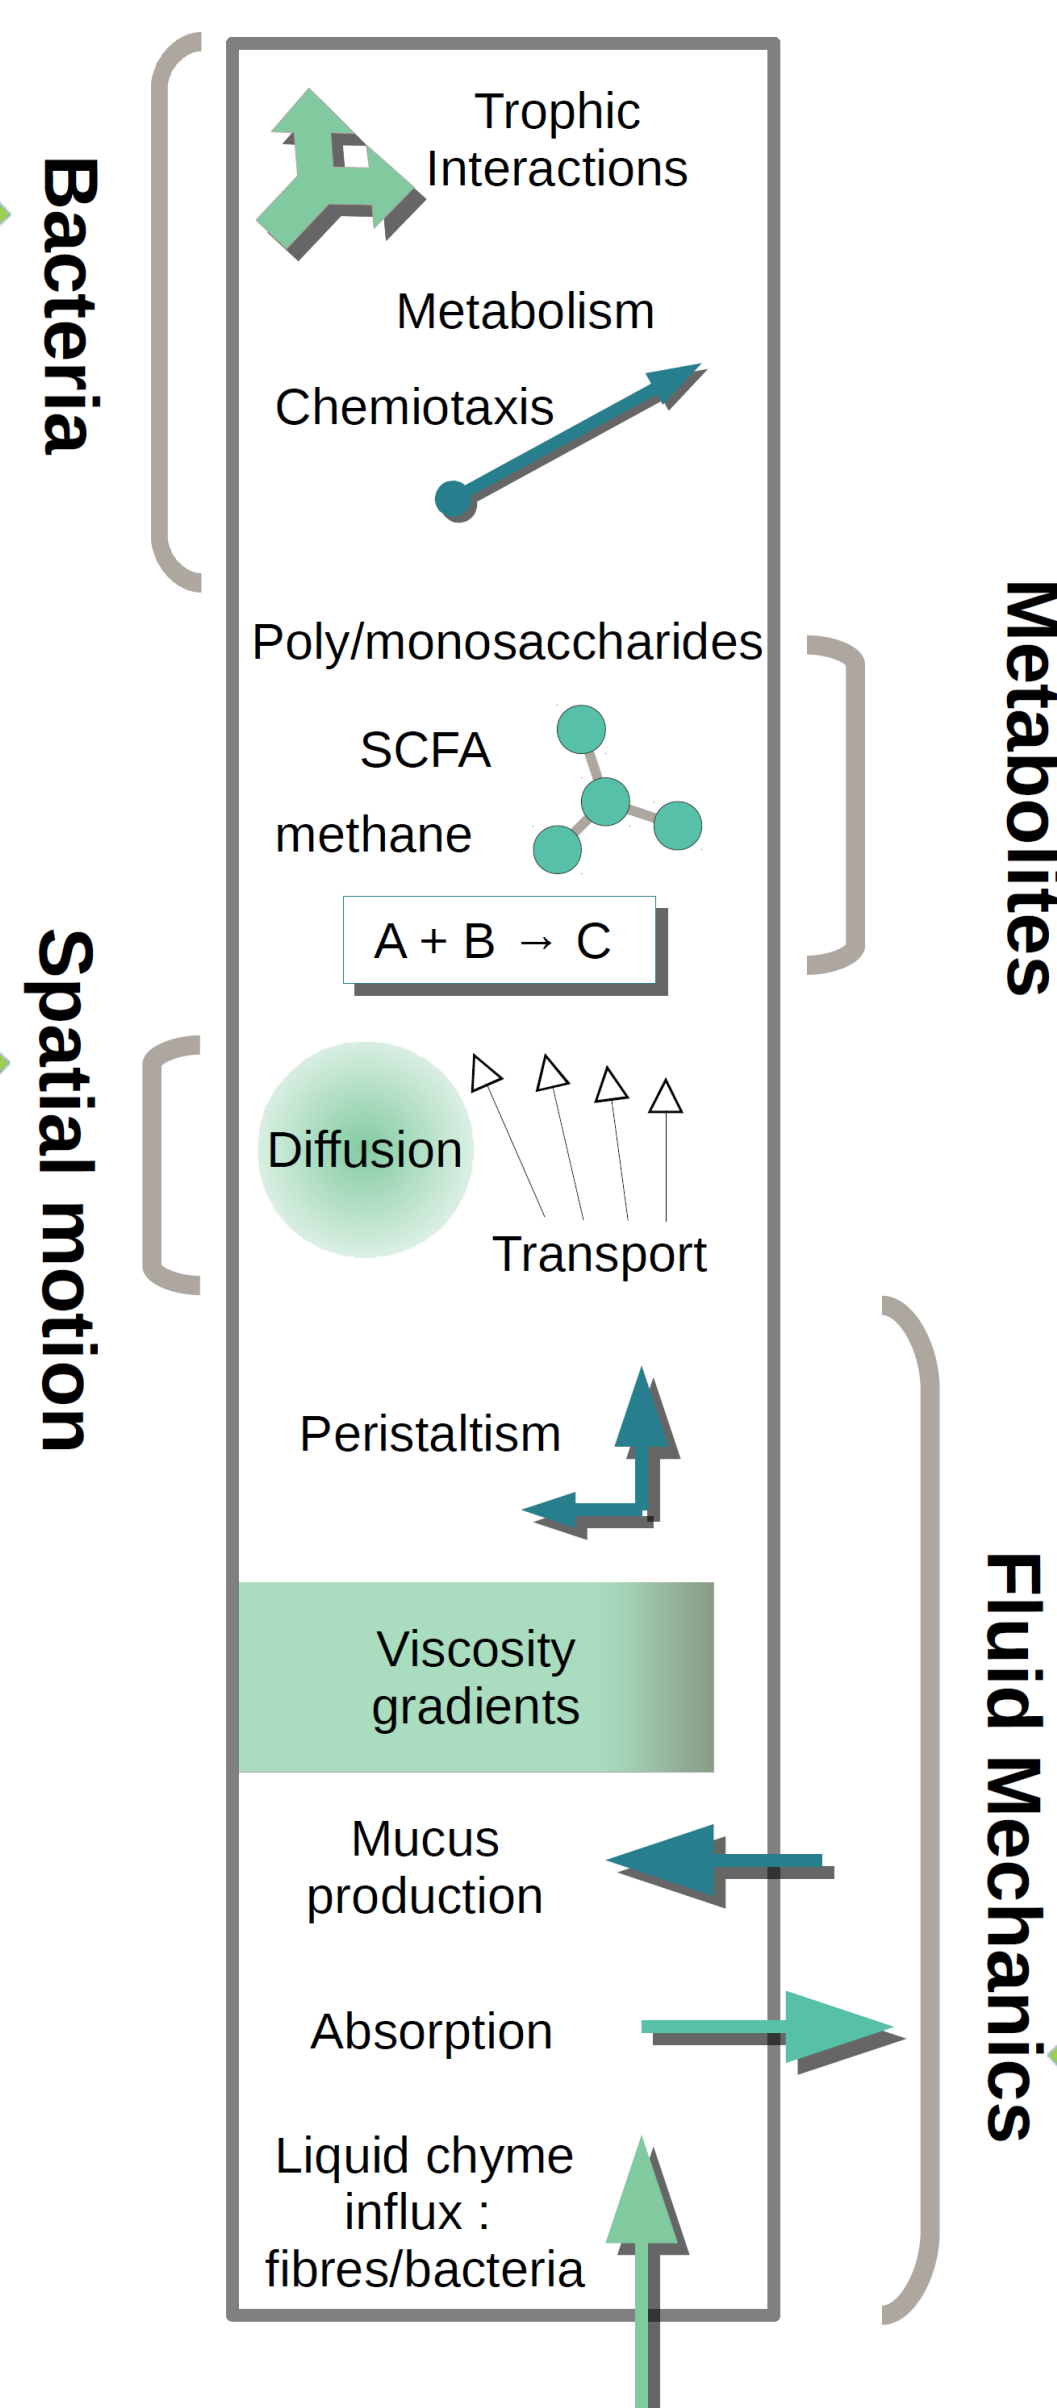 Bacteria
Trophic
Interactions
Metabolism
Chemiotaxis
Metabolites
Poly/monosaccharides
SCFA
methane
A + B → C
Spatial motion
Diffusion
Transport
Fluid Mechanics
Peristaltism
Viscosity
gradients
Mucus
production
Absorption
Liquid chyme
influx :
fibres/bacteria